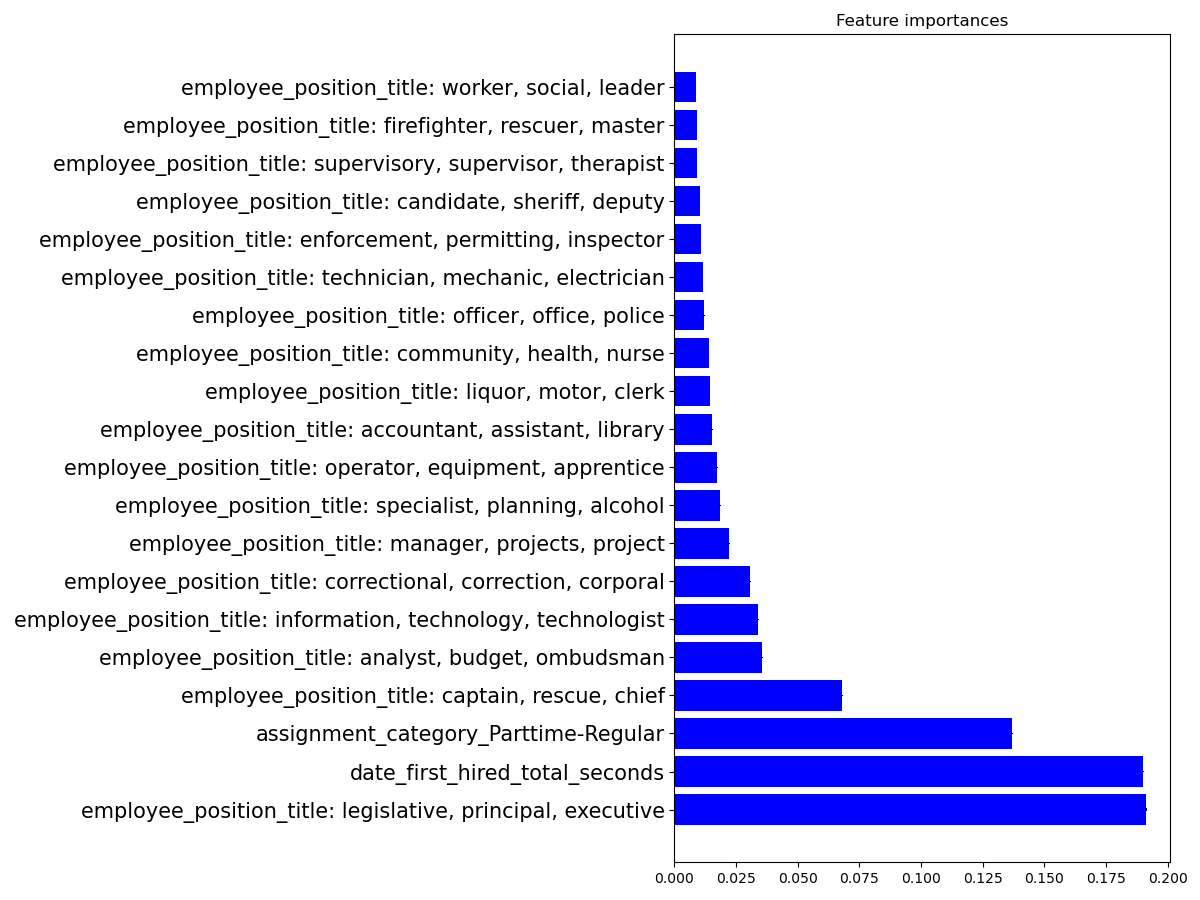 Feature importances
employee_position_title: worker, social, leader
employee_position_title: firefighter, rescuer, master
employee_position_title: supervisory, supervisor, therapist
employee_position_title: candidate, sheriff, deputy
employee_position_title: enforcement, permitting, inspector
employee_position_title: technician, mechanic, electrician
employee_position_title: officer, office, police
employee_position_title: community, health, nurse
employee_position_title: liquor, motor, clerk
employee_position_title: accountant, assistant, library
employee_position_title: operator, equipment, apprentice
employee_position_title: specialist, planning, alcohol
employee_position_title: manager, projects, project
employee_position_title: correctional, correction, corporal
employee_position_title: information, technology, technologist
employee_position_title: analyst, budget, ombudsman
employee_position_title: captain, rescue, chief
assignment_category_Parttime-Regular
date_first_hired_total_seconds
employee_position_title: legislative, principal, executive
0.000 0.025 0.050 0.075 0.100 0.125 0.150 0.175 0.200